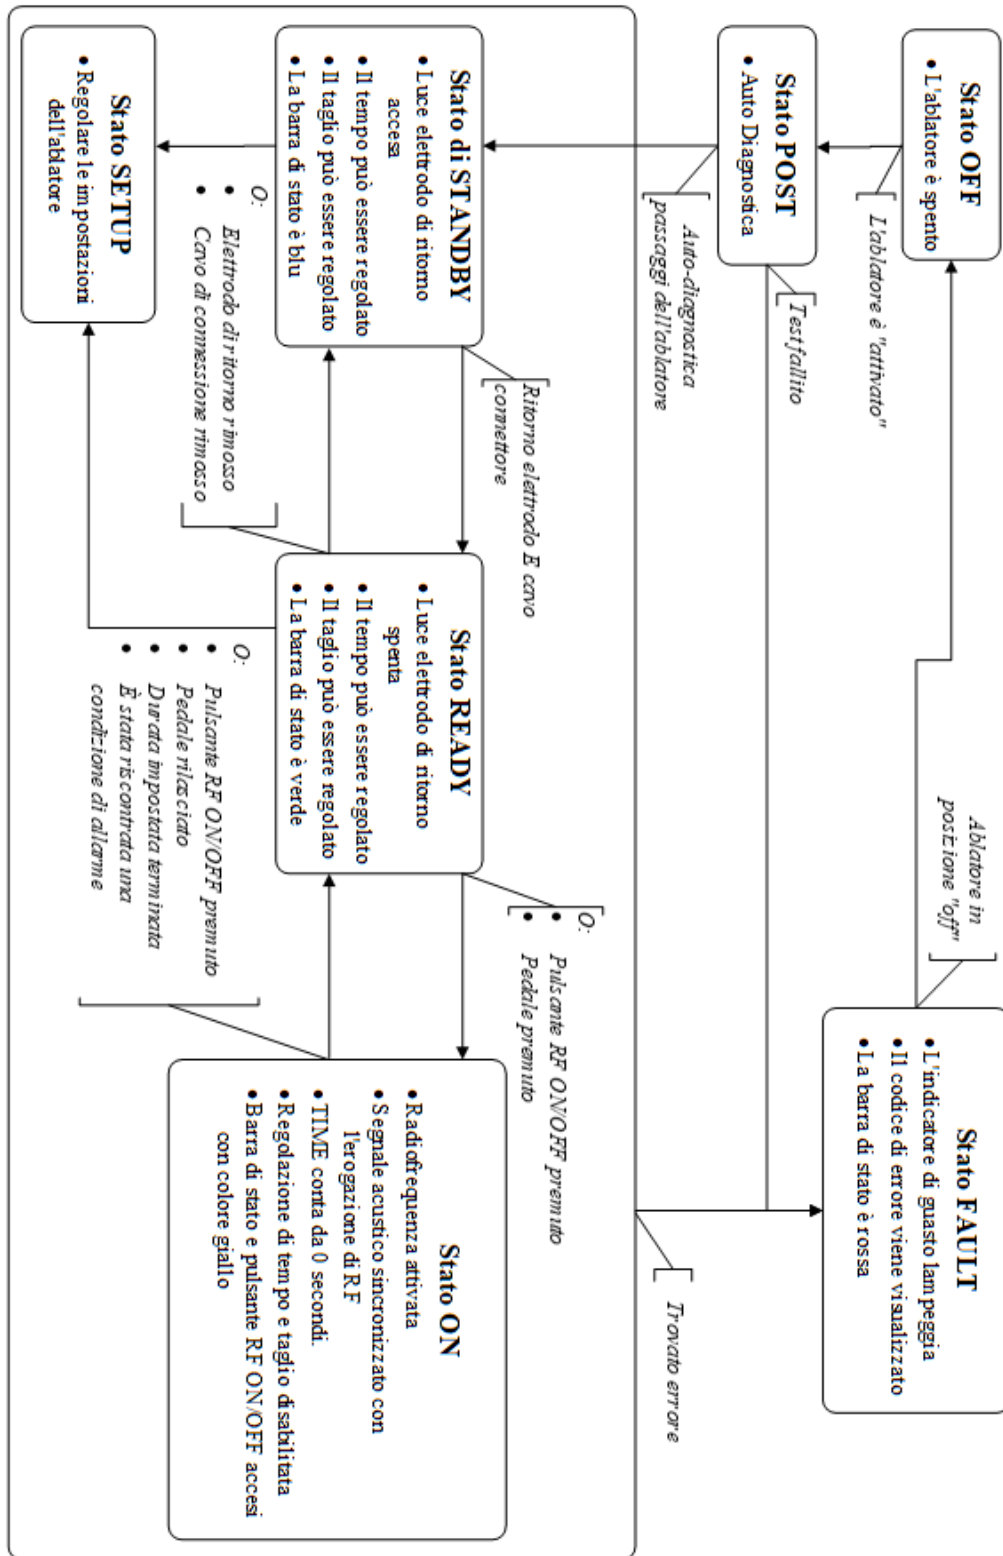 Stato OFF
• L'ablatore è spento
L'ablatore è "attivato"
Stato POST
• Auto Diagnostica
Test fallito
Auto-diagnostica
passaggi dell'ablatore
Ablatore in
posizione "off"
Stato FAULT
• L'indicatore di guasto lampeggia
• Il codice di errore viene visualizzato
• La barra di stato è rossa
Trovato errore
Stato di STANDBY
• Luce elettrodo di ritorno
accesa
• Il tempo può essere regolato
• Il taglio può essere regolato
• La barra di stato è blu
Ritorno elettrodo E cavo
connettore
O:
• Elettrodo di ritorno rimosso
• Cavo di connessione rimosso
Stato READY
• Luce elettrodo di ritorno
spenta
• Il tempo può essere regolato
• Il taglio può essere regolato
• La barra di stato è verde
O:
• Pulsante RF ON/OFF premuto
• Pedale premuto
Stato ON
• Radiofrequenza attivata
• Segnale acustico sincronizzato con
l'erogazione di RF
• TIME conta da 0 secondi.
• Regolazione di tempo e taglio disabilitata
• Barra di stato e pulsante RF ON/OFF accesi
con colore giallo
O:
• Pulsante RF ON/OFF premuto
• Pedale rilasciato
• Durata impostata terminata
• È stata riscontrata una
condizione di allarme
Stato SETUP
• Regolare le impostazioni
dell'ablatore